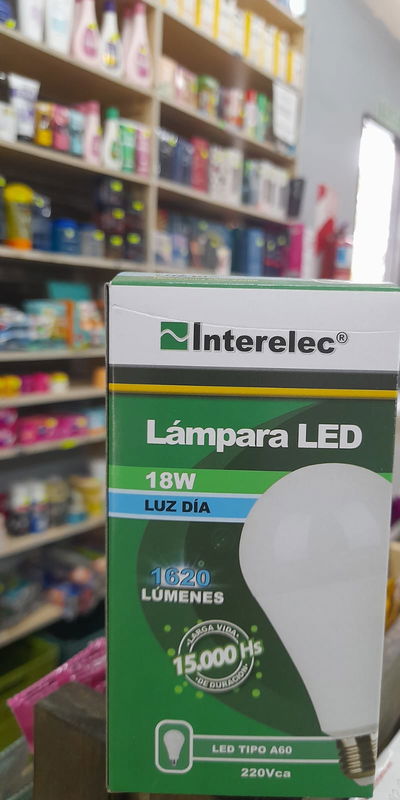 Interelec®
Lámpara LED
18W
LUZ DÍA
1620
LÚMENES
LARGA VIDA
15.000 Hs
DE DURACIÓN
LED TIPO A60
220Vca